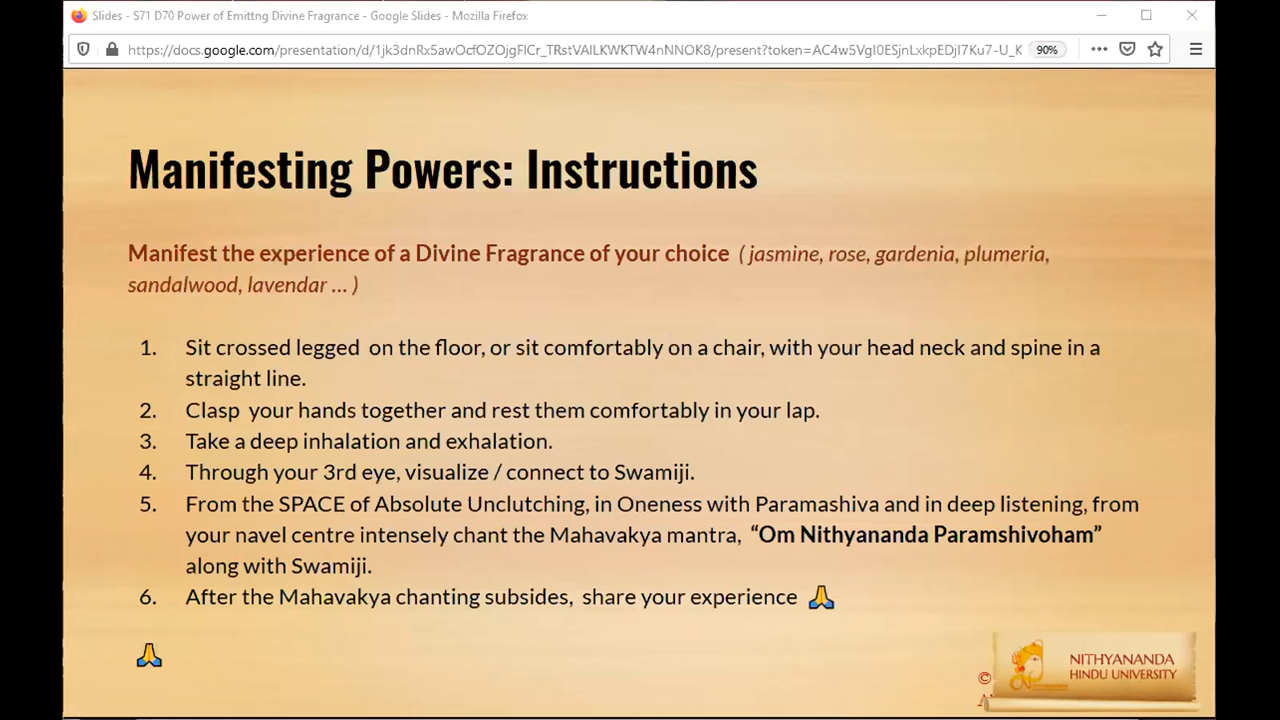 Slides - S71 D70 Power of Emittng Divine Fragrance - Google Slides - Mozilla Firefox
https://docs.google.com/presentation/d/1jk3dnRx5awOcfOZOjgFlCr_TRstVAlLKWKTW4nNNOK8/present?token=AC4w5Vgl0ESjnLxkpEDjI7Ku7-U_K
90%
Manifesting Powers: Instructions
Manifest the experience of a Divine Fragrance of your choice ( jasmine, rose, gardenia, plumeria,
sandalwood, lavendar ... )
1. Sit crossed legged on the floor, or sit comfortably on a chair, with your head neck and spine in a
straight line.
2. Clasp your hands together and rest them comfortably in your lap.
3. Take a deep inhalation and exhalation.
4. Through your 3rd eye, visualize / connect to Swamiji.
5. From the SPACE of Absolute Unclutching, in Oneness with Paramashiva and in deep listening, from
your navel centre intensely chant the Mahavakya mantra, “Om Nithyananda Paramshivoham”
along with Swamiji.
6. After the Mahavakya chanting subsides, share your experience 🙏
🙏
©
NITHYANANDA
HINDU UNIVERSITY